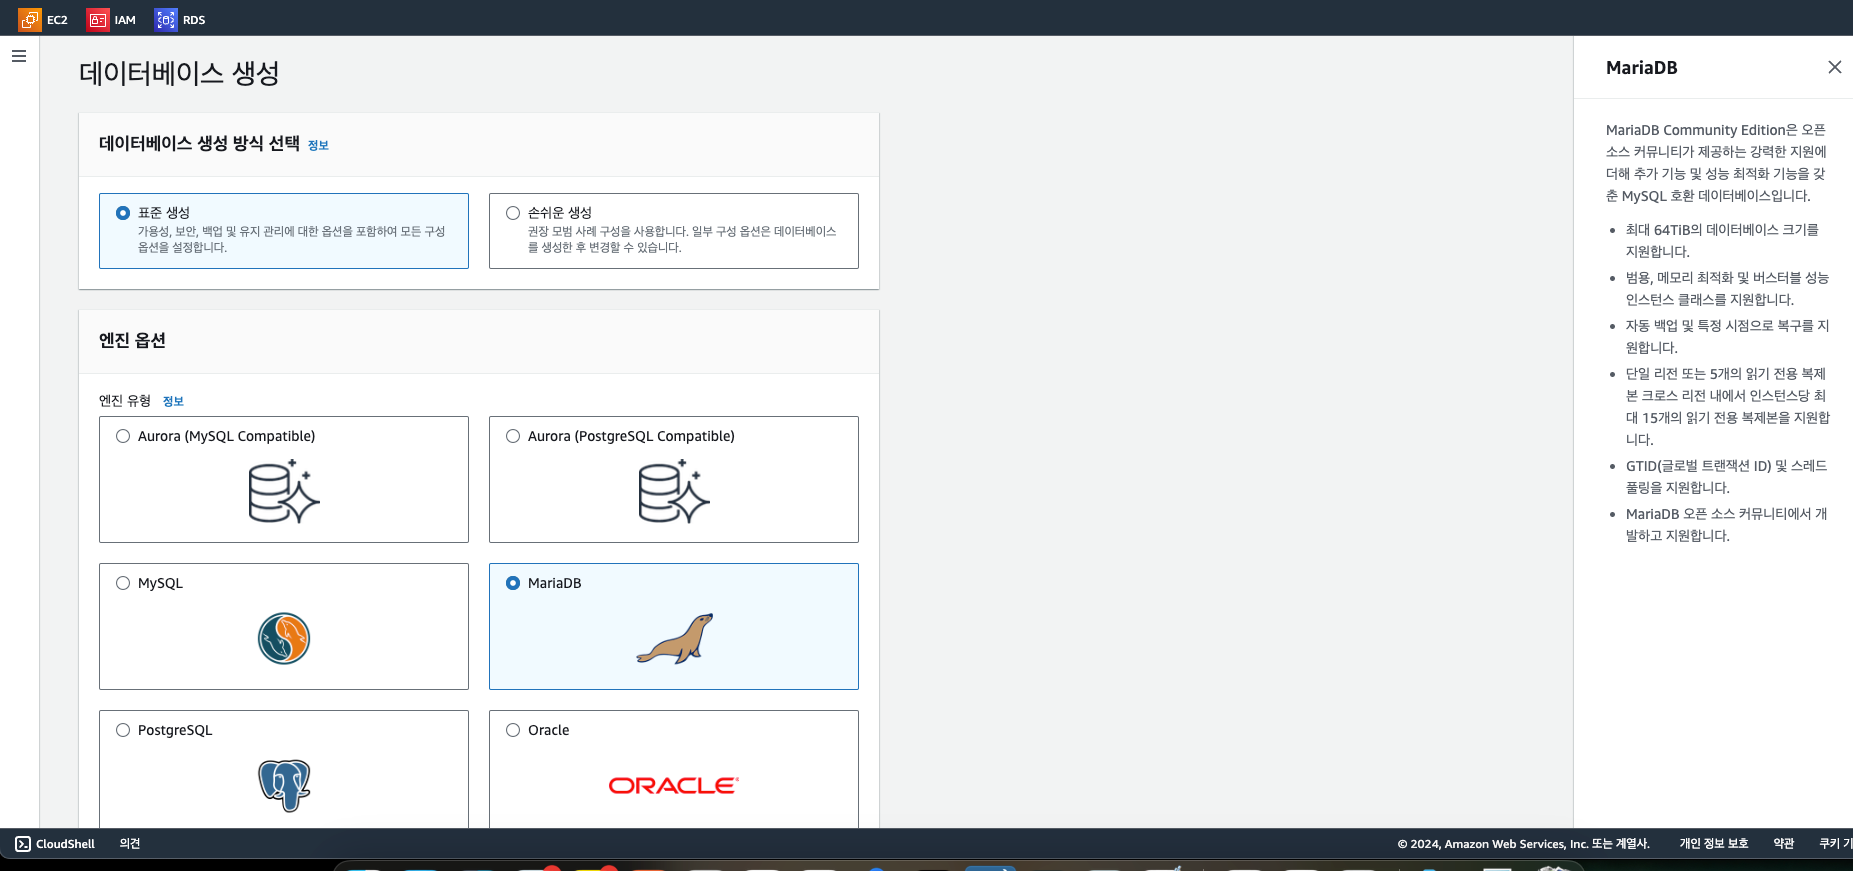 EC2 IAM RDS
데이터베이스 생성
데이터베이스 생성 방식 선택 정보
표준 생성
가용성, 보안, 백업 및 유지 관리에 대한 옵션을 포함하여 모든 구성
옵션을 설정합니다.
손쉬운 생성
권장 모범 사례 구성을 사용합니다. 일부 구성 옵션은 데이터베이스
를 생성한 후 변경할 수 있습니다.
엔진 옵션
엔진 유형 정보
Aurora (MySQL Compatible)
Aurora (PostgreSQL Compatible)
MySQL
MariaDB
PostgreSQL
Oracle
ORACLE
MariaDB
MariaDB Community Edition은 오픈
소스 커뮤니티가 제공하는 강력한 지원에
더해 추가 기능 및 성능 최적화 기능을 갖
춘 MySQL 호환 데이터베이스입니다.
최대 64TiB의 데이터베이스 크기를
지원합니다.
범용, 메모리 최적화 및 버스터블 성능
인스턴스 클래스를 지원합니다.
자동 백업 및 특정 시점으로 복구를 지
원합니다.
단일 리전 또는 5개의 읽기 전용 복제
본 크로스 리전 내에서 인스턴스당 최
대 15개의 읽기 전용 복제본을 지원합
니다.
GTID(글로벌 트랜잭션 ID) 및 스레드
풀링을 지원합니다.
MariaDB 오픈 소스 커뮤니티에서 개
발하고 지원합니다.
CloudShell 의견 © 2024, Amazon Web Services, Inc. 또는 계열사. 개인 정보 보호 약관 쿠키 기